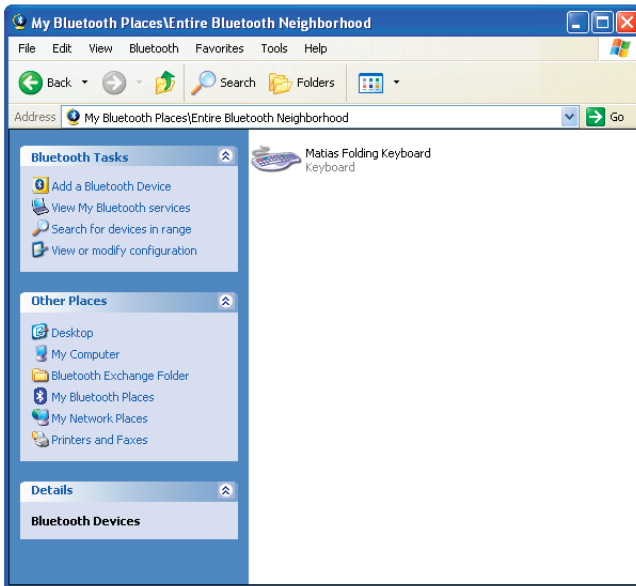 My Bluetooth Places\Entire Bluetooth Neighborhood
File Edit View Bluetooth Favorites Tools Help
Back Search Folders
Address My Bluetooth Places\Entire Bluetooth Neighborhood Go
Bluetooth Tasks
Add a Bluetooth Device
View My Bluetooth services
Search for devices in range
View or modify configuration
Other Places
Desktop
My Computer
Bluetooth Exchange Folder
My Bluetooth Places
My Network Places
Printers and Faxes
Details
Bluetooth Devices
Matias Folding Keyboard
Keyboard